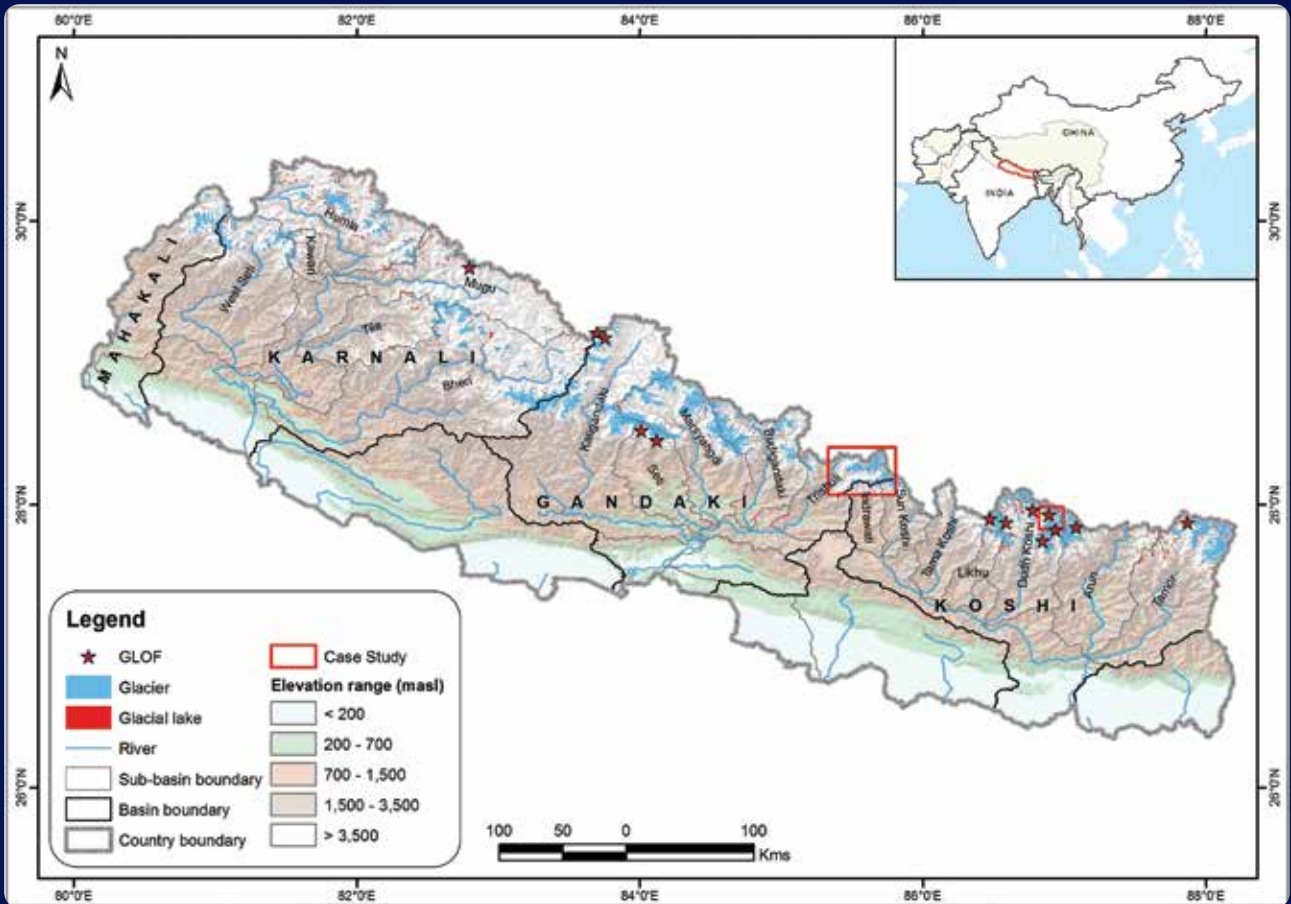 80°0'E 82°0'E 84°0'E 86°0'E 88°0'E
N
CHINA
INDIA
30°0'N 30°0'N
28°0'N 28°0'N
26°0'N 26°0'N
MAHAKALI
West Seti
Kawari
Humla
Mugu
Tila
KARNALI
Bheri
Kaligandaki
Seti
Marsyangdi
Budigandaki
Trishuli
GANDAKI
Indrawati
Sun Koshi
Tama Koshi
Likhu
Dudh Koshi
Arun
Tamor
KOSHI
Legend
GLOF
Glacier
Glacial lake
River
Sub-basin boundary
Basin boundary
Country boundary
Case Study
Elevation range (masl)
< 200
200 - 700
700 - 1,500
1,500 - 3,500
> 3,500
100 50 0 100
Kms
80°0'E 82°0'E 84°0'E 86°0'E 88°0'E